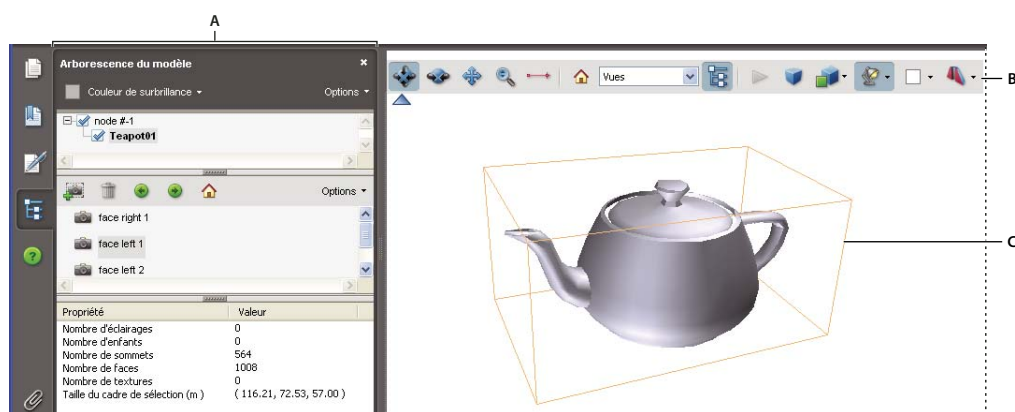 A
Arborescence du modèle
Couleur de surbrillance
Options
node #-1
Teapot01
Options
face right 1
face left 1
face left 2
Propriété Valeur
Nombre d'éclairages 0
Nombre d'enfants 0
Nombre de sommets 564
Nombre de faces 1008
Nombre de textures 0
Taille du cadre de sélection (m ) ( 116.21, 72.53, 57.00 )
Vues
B
C